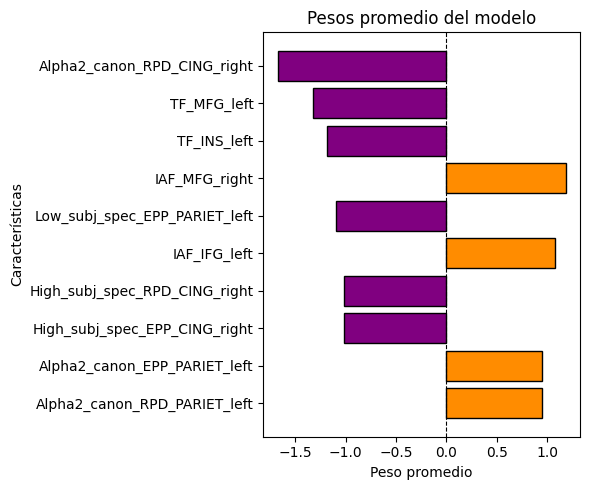 Pesos promedio del modelo
Características
Alpha2_canon_RPD_CING_right
TF_MFG_left
TF_INS_left
IAF_MFG_right
Low_subj_spec_EPP_PARIET_left
IAF_IFG_left
High_subj_spec_RPD_CING_right
High_subj_spec_EPP_CING_right
Alpha2_canon_EPP_PARIET_left
Alpha2_canon_RPD_PARIET_left
−1.5 −1.0 −0.5 0.0 0.5 1.0
Peso promedio